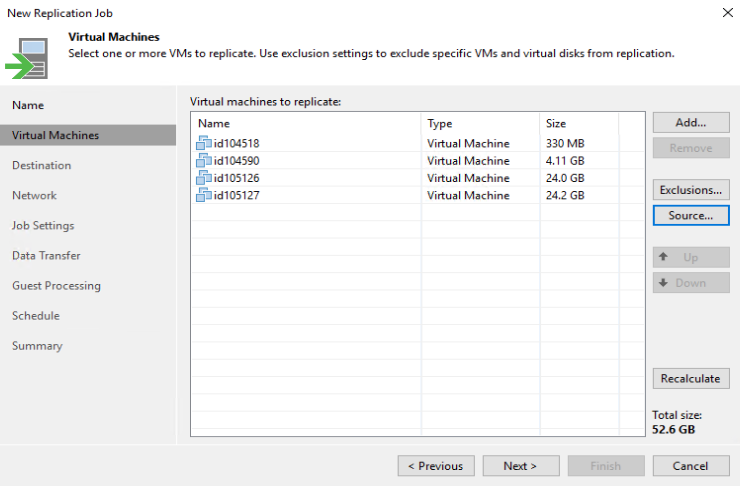 New Replication Job
Virtual Machines
Select one or more VMs to replicate. Use exclusion settings to exclude specific VMs and virtual disks from replication.
Name
Virtual Machines
Destination
Network
Job Settings
Data Transfer
Guest Processing
Schedule
Summary
Virtual machines to replicate:
Name Type Size
id104518 Virtual Machine 330 MB
id104590 Virtual Machine 4.11 GB
id105126 Virtual Machine 24.0 GB
id105127 Virtual Machine 24.2 GB
Add...
Remove
Exclusions...
Source...
Up
Down
Recalculate
Total size:
52.6 GB
< Previous Next > Finish Cancel